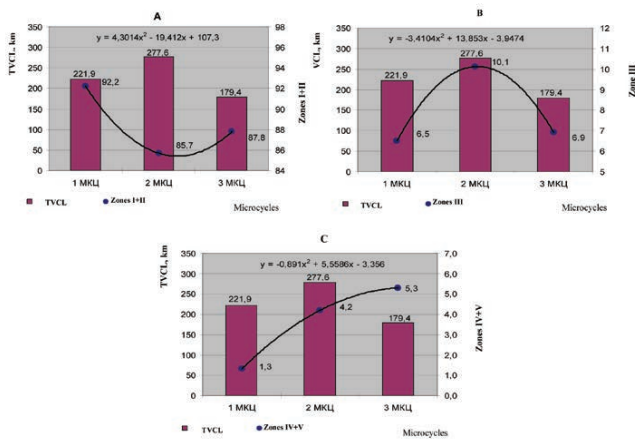 A
y = 4,3014x² - 19,412x + 107,3
TVCL, km
350
300
250
200
150
100
50
0
221,9
277,6
179,4
92,2
85,7
87,8
98
96
94
92
90
88
86
84
Zones I+II
1 МКЦ
2 МКЦ
3 МКЦ
TVCL
Zones I+II
Microcycles
B
y = -3,4104x² + 13,853x - 3,9474
VCL, km
350
300
250
200
150
100
50
0
221,9
277,6
179,4
6,5
10,1
6,9
12
11
10
9
8
7
6
5
Zone III
1 МКЦ
2 МКЦ
3 МКЦ
TVCL
Zones III
Microcycles
C
y = -0,891x² + 5,5586x - 3,356
TVCL, km
350
300
250
200
150
100
50
0
221,9
277,6
179,4
1,3
4,2
5,3
7,0
6,0
5,0
4,0
3,0
2,0
1,0
0,0
Zones IV+V
1 МКЦ
2 МКЦ
3 МКЦ
TVCL
Zones IV+V
Microcycles